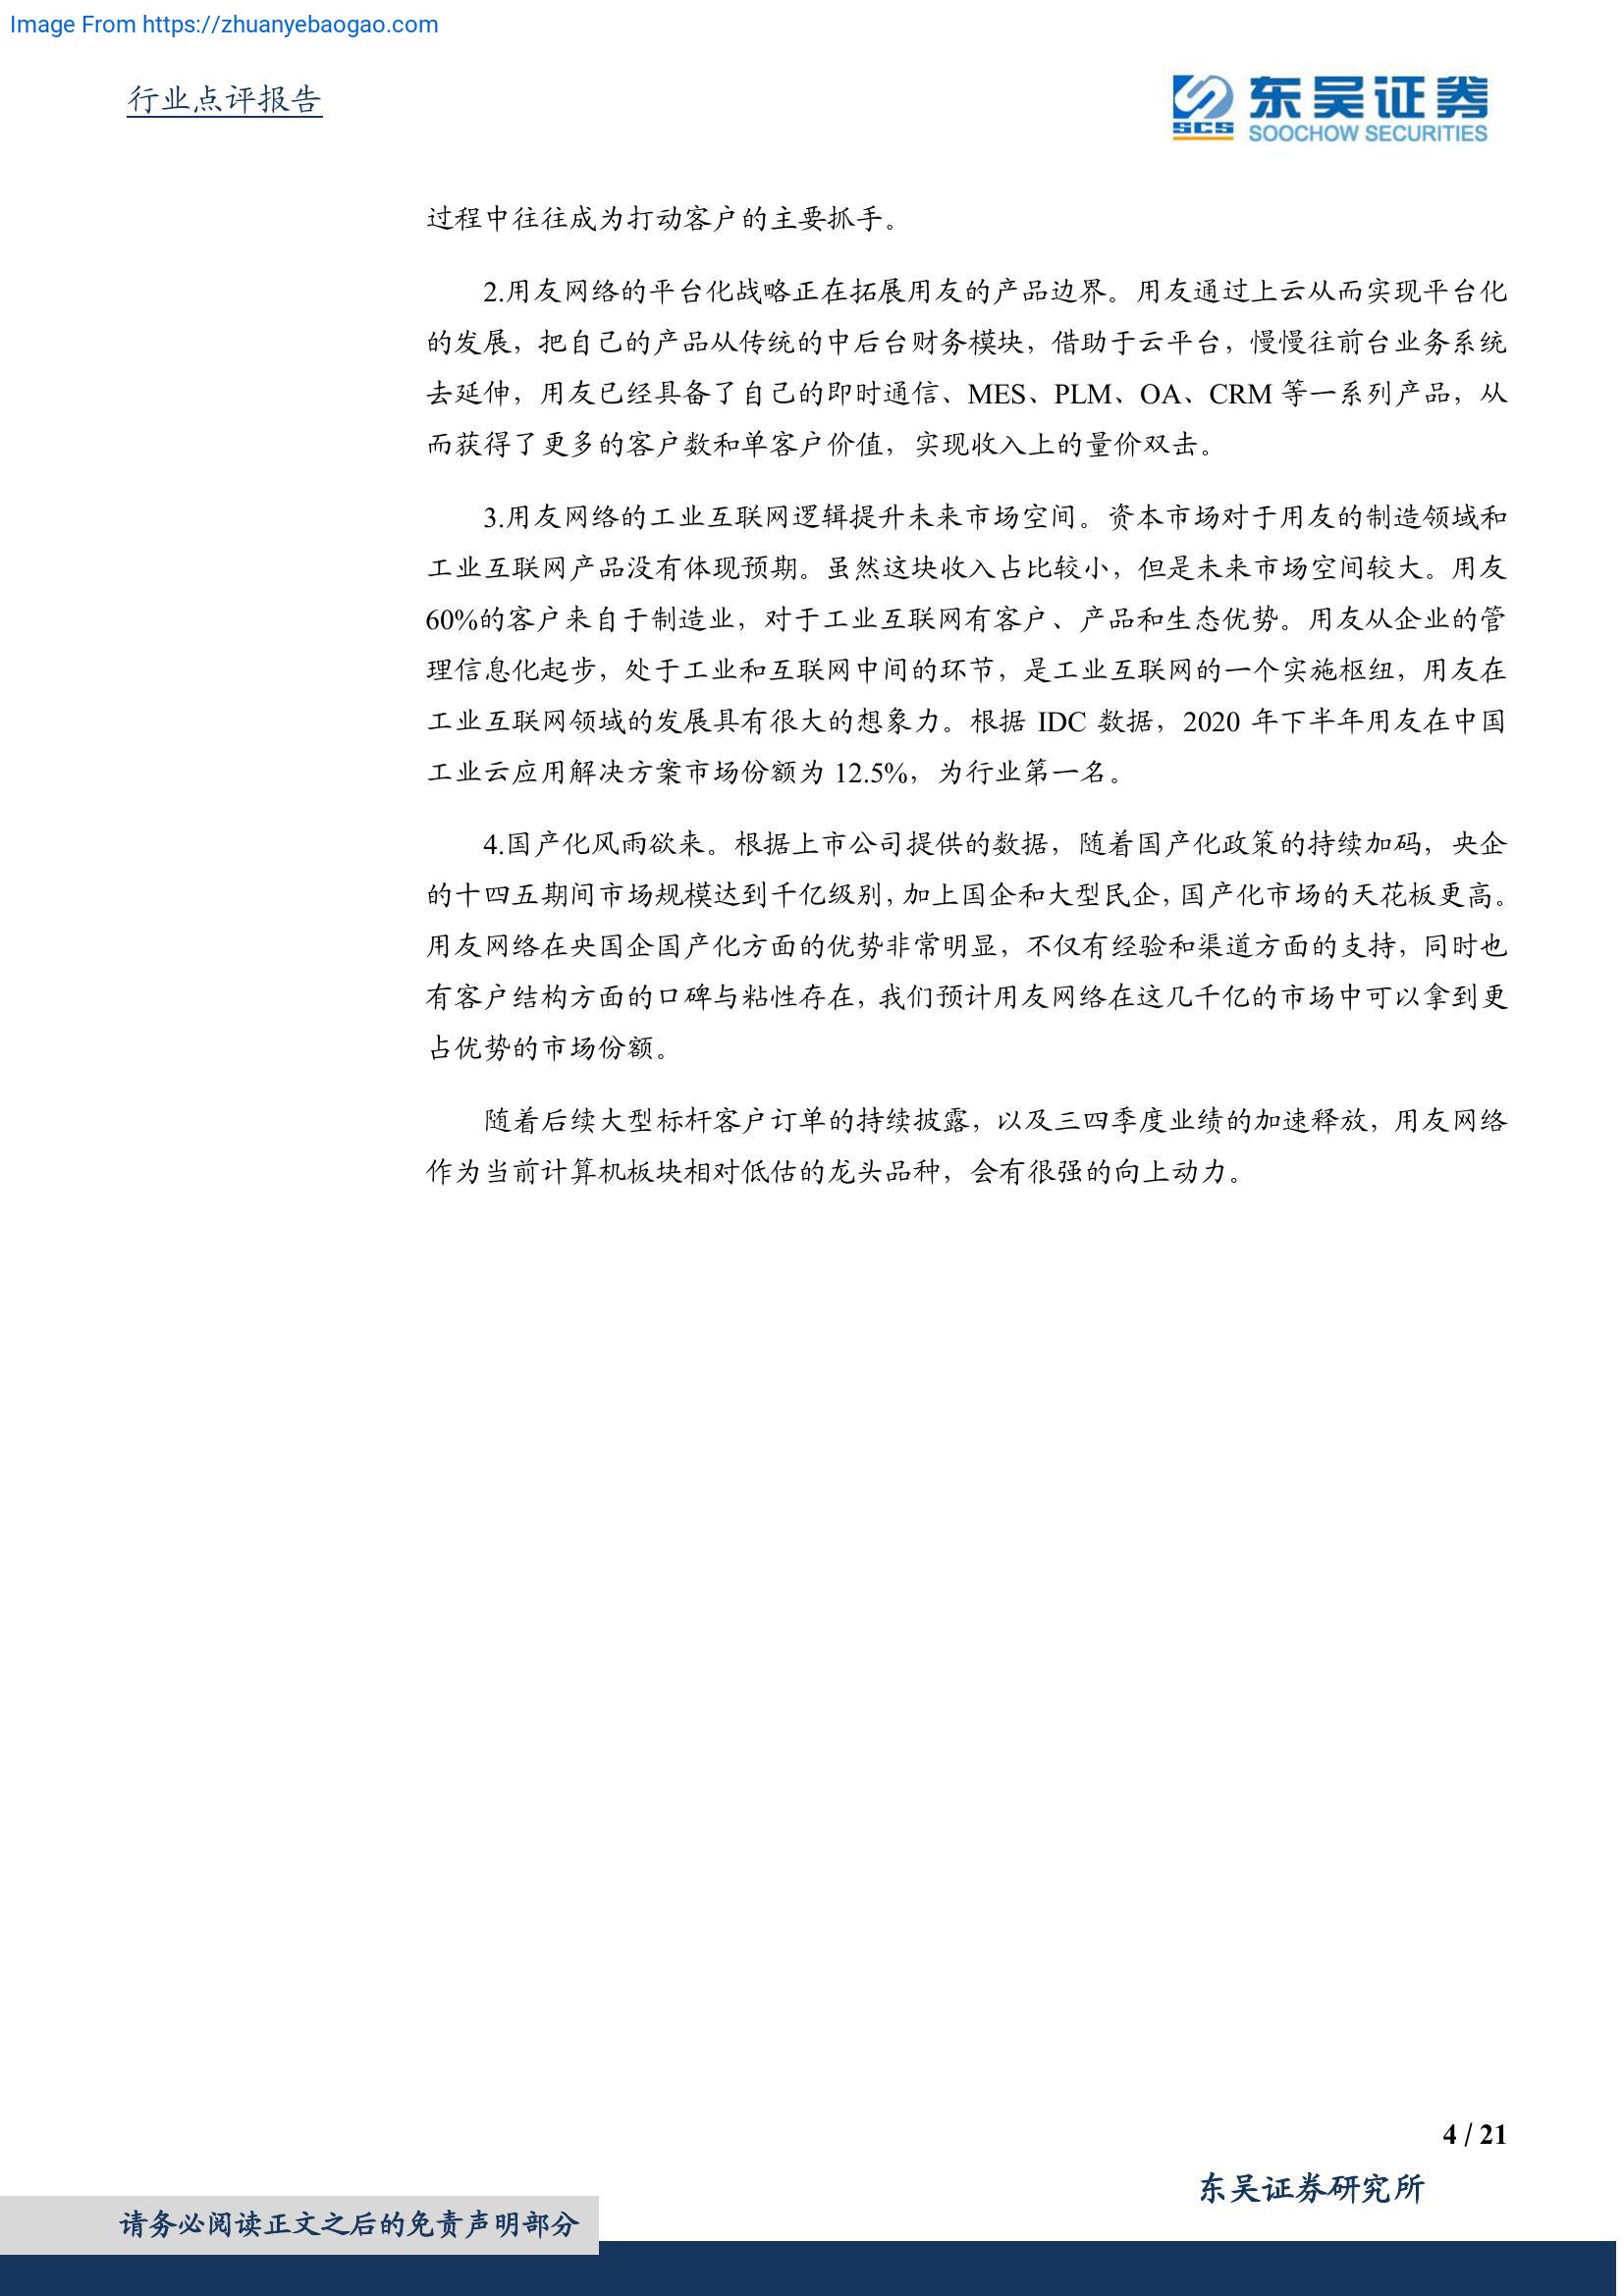 Image From https://zhuanyebaogao.com
行业点评报告
SCS
东吴证券
SOOCHOW SECURITIES
过程中往往成为打动客户的主要抓手。
2.用友网络的平台化战略正在拓展用友的产品边界。用友通过上云从而实现平台化
的发展，把自己的产品从传统的中后台财务模块，借助于云平台，慢慢往前台业务系统
去延伸，用友已经具备了自己的即时通信、MES、PLM、OA、CRM 等一系列产品，从
而获得了更多的客户数和单客户价值，实现收入上的量价双击。
3.用友网络的工业互联网逻辑提升未来市场空间。资本市场对于用友的制造领域和
工业互联网产品没有体现预期。虽然这块收入占比较小，但是未来市场空间较大。用友
60%的客户来自于制造业，对于工业互联网有客户、产品和生态优势。用友从企业的管
理信息化起步，处于工业和互联网中间的环节，是工业互联网的一个实施枢纽，用友在
工业互联网领域的发展具有很大的想象力。根据 IDC 数据，2020 年下半年用友在中国
工业云应用解决方案市场份额为 12.5%，为行业第一名。
4.国产化风雨欲来。根据上市公司提供的数据，随着国产化政策的持续加码，央企
的十四五期间市场规模达到千亿级别，加上国企和大型民企，国产化市场的天花板更高。
用友网络在央国企国产化方面的优势非常明显，不仅有经验和渠道方面的支持，同时也
有客户结构方面的口碑与粘性存在，我们预计用友网络在这几千亿的市场中可以拿到更
占优势的市场份额。
随着后续大型标杆客户订单的持续披露，以及三四季度业绩的加速释放，用友网络
作为当前计算机板块相对低估的龙头品种，会有很强的向上动力。
4 / 21
东吴证券研究所
请务必阅读正文之后的免责声明部分